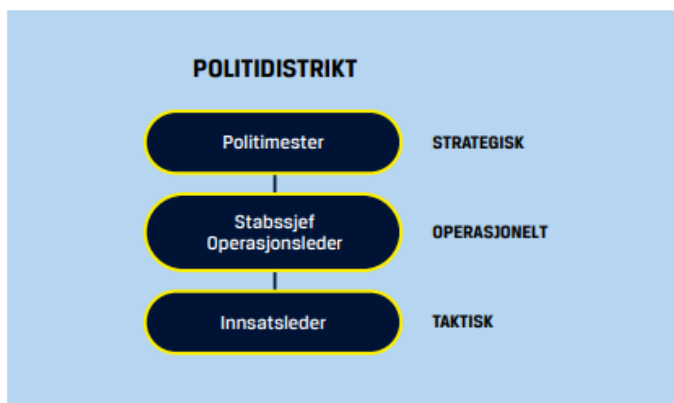 POLITIDISTRIKT
Politimester
STRATEGISK
Stabssjef
Operasjonsleder
OPERASJONELT
Innsatsleder
TAKTISK